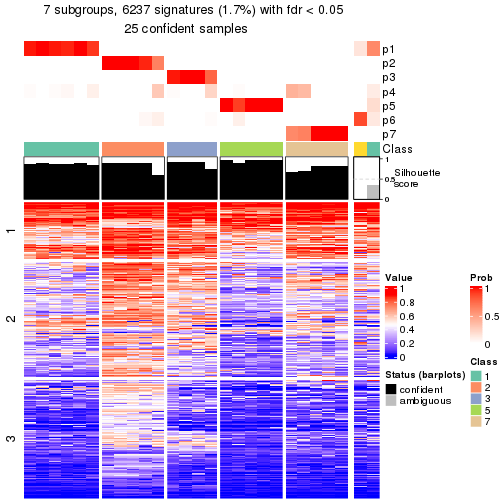 7 subgroups, 6237 signatures (1.7%) with fdr < 0.05
25 confident samples
p1
p2
p3
p4
p5
p6
p7
Class
1
0.5
0
Silhouette
score
1
2
3
Value
1
0.8
0.6
0.4
0.2
0
Prob
1
0.5
0
Status (barplots)
confident
ambiguous
Class
1
2
3
5
7